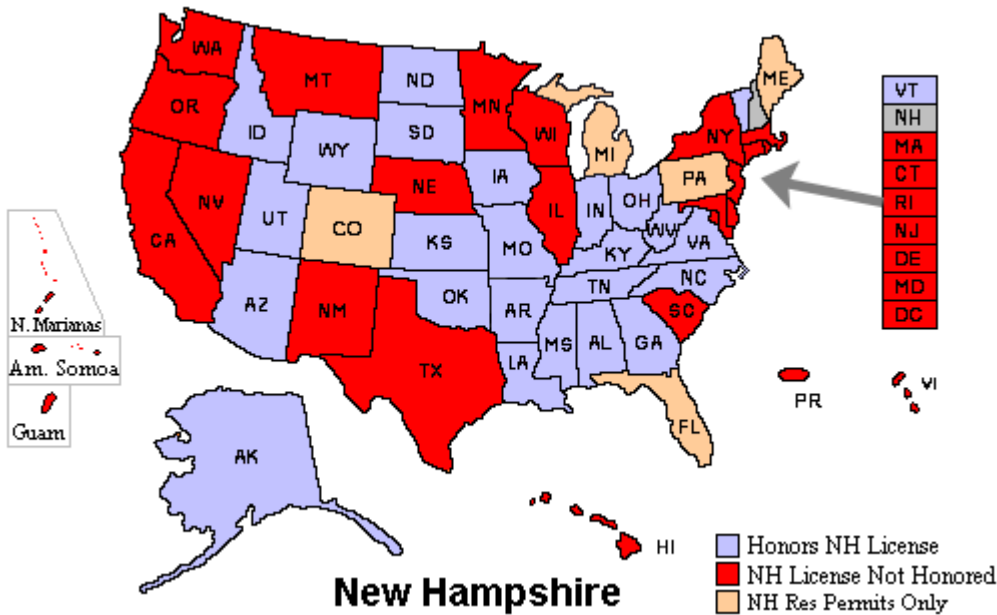 WA
MT
ND
MN
ME
VT
OR
NH
ID
SD
WI
NY
MA
WY
MI
CT
IA
PA
NE
RI
NV
UT
IL
IN
OH
NJ
CO
WV
CA
KS
MO
VA
DE
KY
MD
NC
TN
AZ
OK
NM
AR
SC
DC
N. Marianas
MS
AL
GA
LA
Am. Somoa
TX
PR
VI
Guam
FL
AK
HI
Honors NH License
NH License Not Honored
New Hampshire
NH Res Permits Only